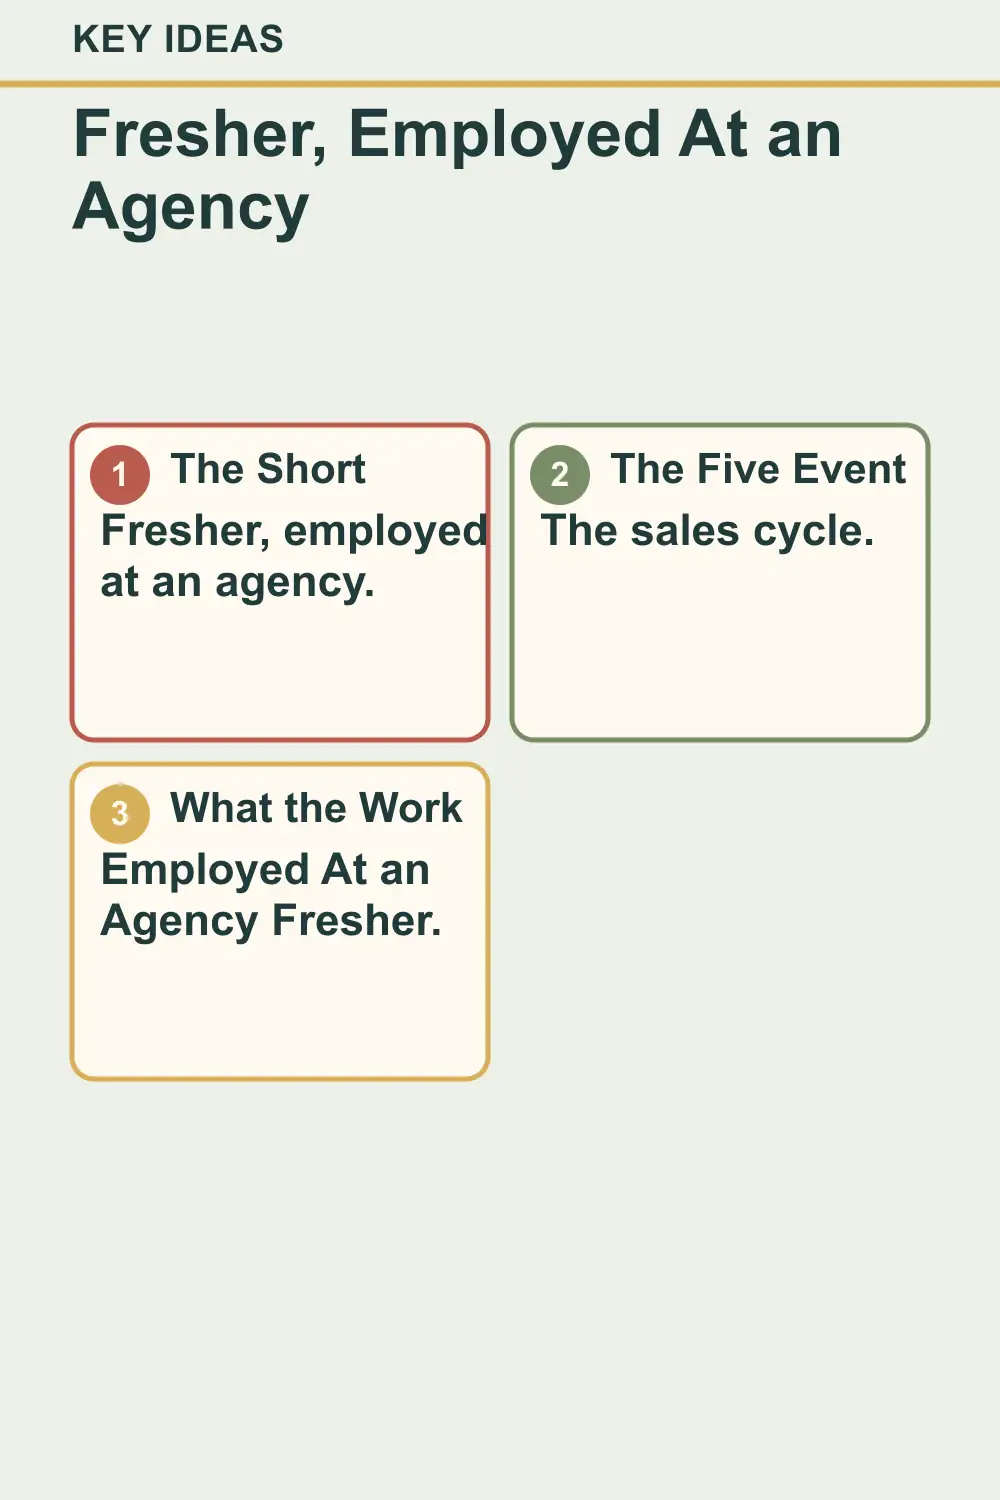 KEY IDEAS
Fresher, Employed At an
Agency
1 The Short
Fresher, employed
at an agency.
2 The Five Event
The sales cycle.
3 What the Work
Employed At an
Agency Fresher.